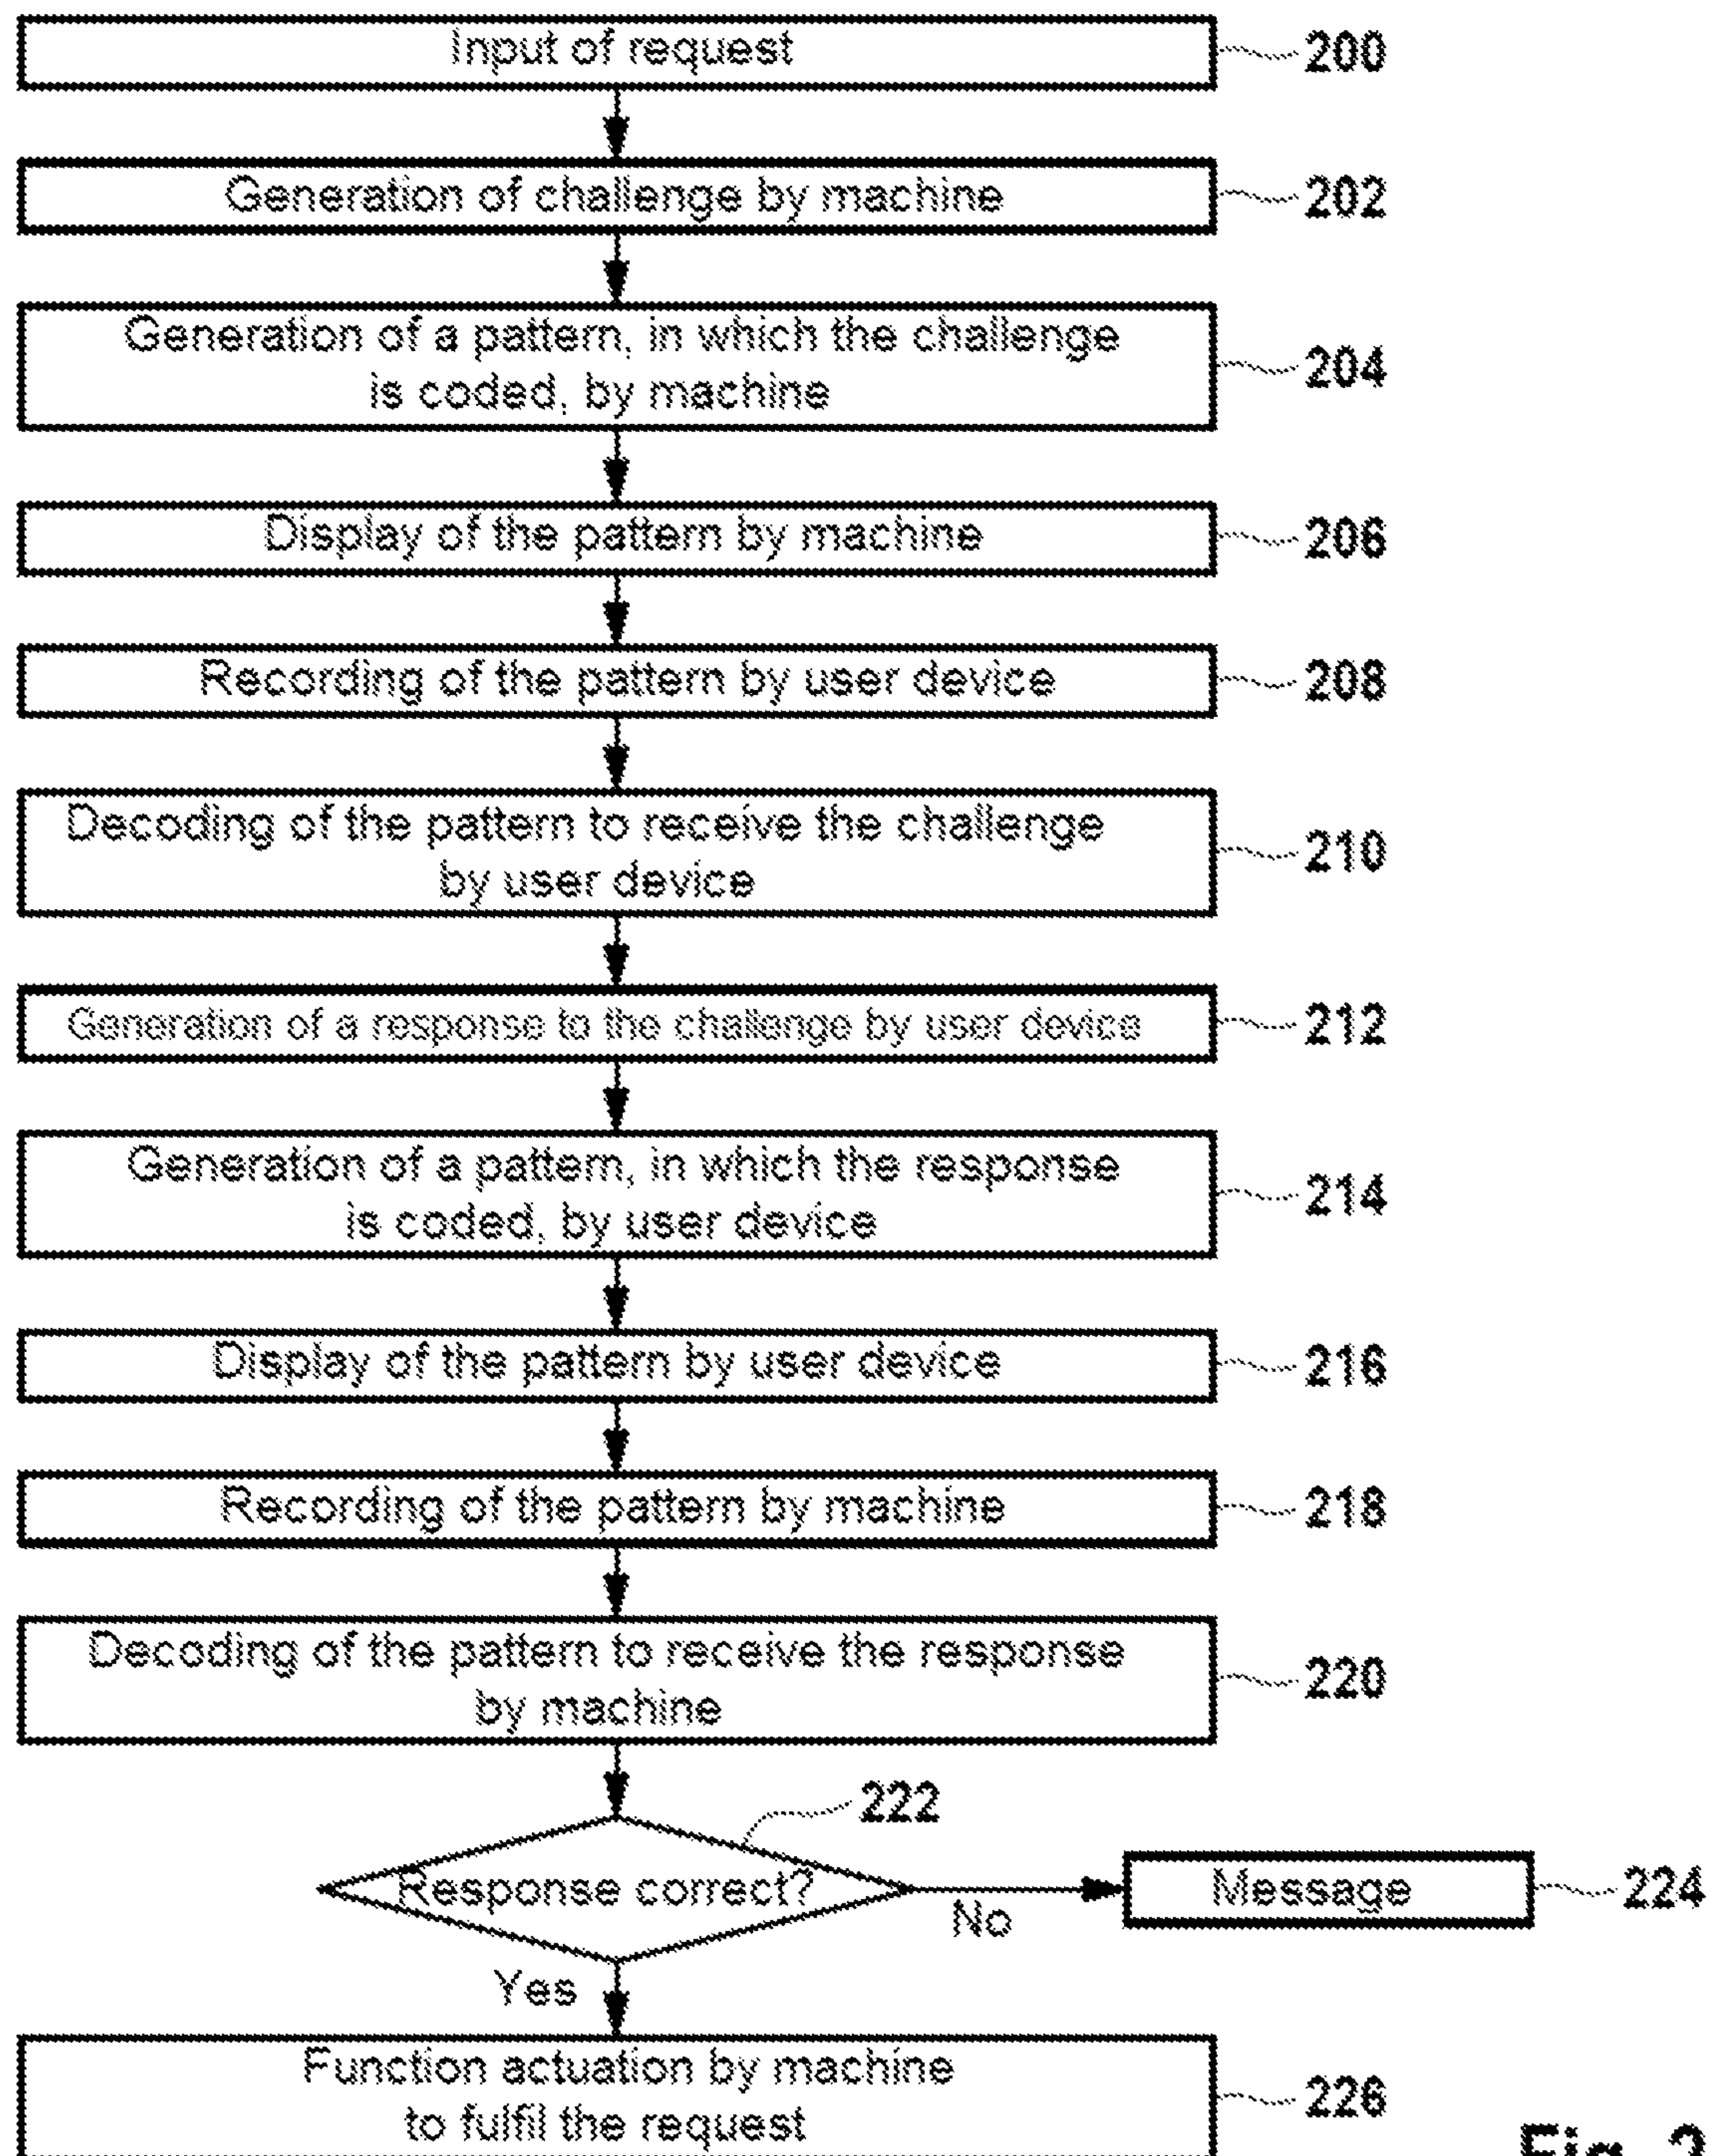 Input of request
200
Generation of challenge by machine
202
Generation of a pattern, in which the challenge
is coded, by machine
204
Display of the pattern by machine
206
Recording of the pattern by user device
208
Decoding of the pattern to receive the challenge
by user device
210
Generation of a response to the challenge by user device
212
Generation of a pattern, in which the response
is coded, by user device
214
Display of the pattern by user device
216
Recording of the pattern by machine
218
Decoding of the pattern to receive the response
by machine
220
222
Response correct?
No
Message
224
Yes
Function actuation by machine
to fulfil the request
226
Fig.